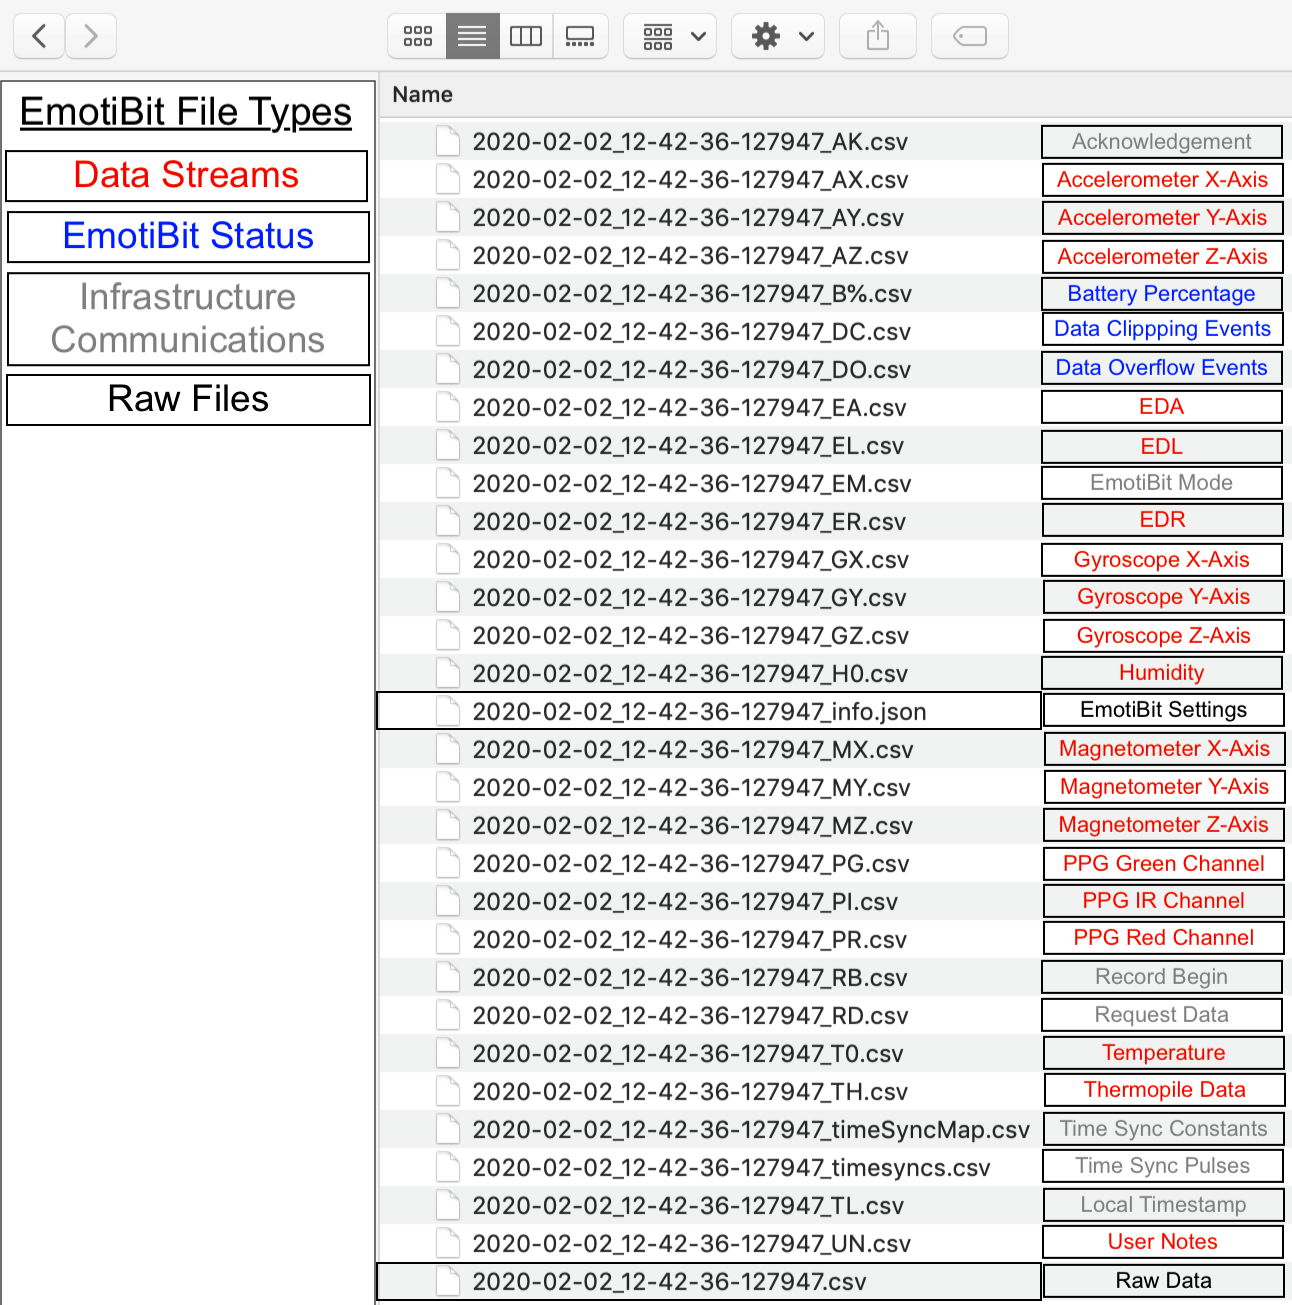 EmotiBit File Types
Data Streams
EmotiBit Status
Infrastructure
Communications
Raw Files
Name
2020-02-02_12-42-36-127947_AK.csv Acknowledgement
2020-02-02_12-42-36-127947_AX.csv Accelerometer X-Axis
2020-02-02_12-42-36-127947_AY.csv Accelerometer Y-Axis
2020-02-02_12-42-36-127947_AZ.csv Accelerometer Z-Axis
2020-02-02_12-42-36-127947_B%.csv Battery Percentage
2020-02-02_12-42-36-127947_DC.csv Data Clippping Events
2020-02-02_12-42-36-127947_DO.csv Data Overflow Events
2020-02-02_12-42-36-127947_EA.csv EDA
2020-02-02_12-42-36-127947_EL.csv EDL
2020-02-02_12-42-36-127947_EM.csv EmotiBit Mode
2020-02-02_12-42-36-127947_ER.csv EDR
2020-02-02_12-42-36-127947_GX.csv Gyroscope X-Axis
2020-02-02_12-42-36-127947_GY.csv Gyroscope Y-Axis
2020-02-02_12-42-36-127947_GZ.csv Gyroscope Z-Axis
2020-02-02_12-42-36-127947_H0.csv Humidity
2020-02-02_12-42-36-127947_info.json EmotiBit Settings
2020-02-02_12-42-36-127947_MX.csv Magnetometer X-Axis
2020-02-02_12-42-36-127947_MY.csv Magnetometer Y-Axis
2020-02-02_12-42-36-127947_MZ.csv Magnetometer Z-Axis
2020-02-02_12-42-36-127947_PG.csv PPG Green Channel
2020-02-02_12-42-36-127947_PI.csv PPG IR Channel
2020-02-02_12-42-36-127947_PR.csv PPG Red Channel
2020-02-02_12-42-36-127947_RB.csv Record Begin
2020-02-02_12-42-36-127947_RD.csv Request Data
2020-02-02_12-42-36-127947_T0.csv Temperature
2020-02-02_12-42-36-127947_TH.csv Thermopile Data
2020-02-02_12-42-36-127947_timeSyncMap.csv Time Sync Constants
2020-02-02_12-42-36-127947_timesyncs.csv Time Sync Pulses
2020-02-02_12-42-36-127947_TL.csv Local Timestamp
2020-02-02_12-42-36-127947_UN.csv User Notes
2020-02-02_12-42-36-127947.csv Raw Data